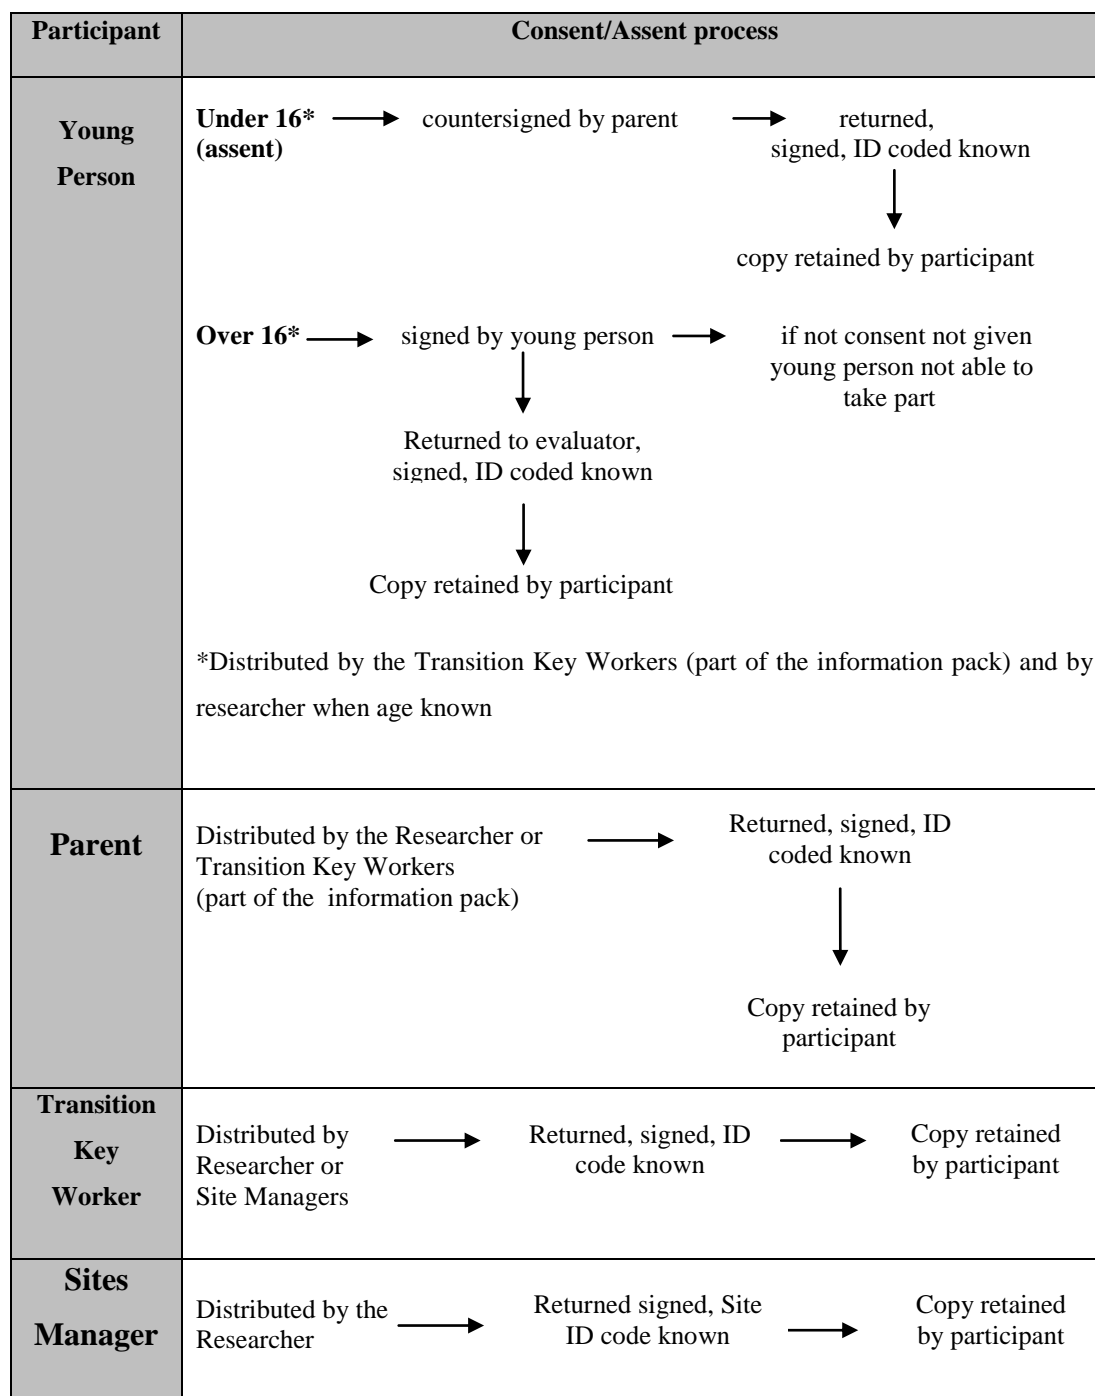 Participant
Consent/Assent process
Young
Person
Under 16*
(assent)
countersigned by parent
returned,
signed, ID coded known
copy retained by participant
Over 16*
signed by young person
if not consent not given
young person not able to
take part
Returned to evaluator,
signed, ID coded known
Copy retained by participant
*Distributed by the Transition Key Workers (part of the information pack) and by
researcher when age known
Parent
Distributed by the Researcher or
Transition Key Workers
(part of the information pack)
Returned, signed, ID
coded known
Copy retained by
participant
Transition
Key
Worker
Distributed by
Researcher or
Site Managers
Returned, signed, ID
code known
Copy retained
by participant
Sites
Manager
Distributed by the
Researcher
Returned signed, Site
ID code known
Copy retained
by participant